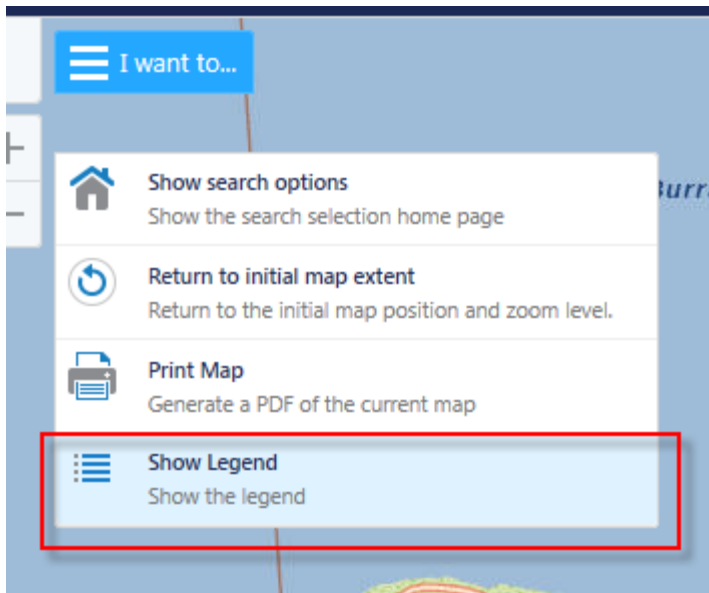 I want to...
Show search options
Show the search selection home page
Return to initial map extent
Return to the initial map position and zoom level.
Print Map
Generate a PDF of the current map
Show Legend
Show the legend